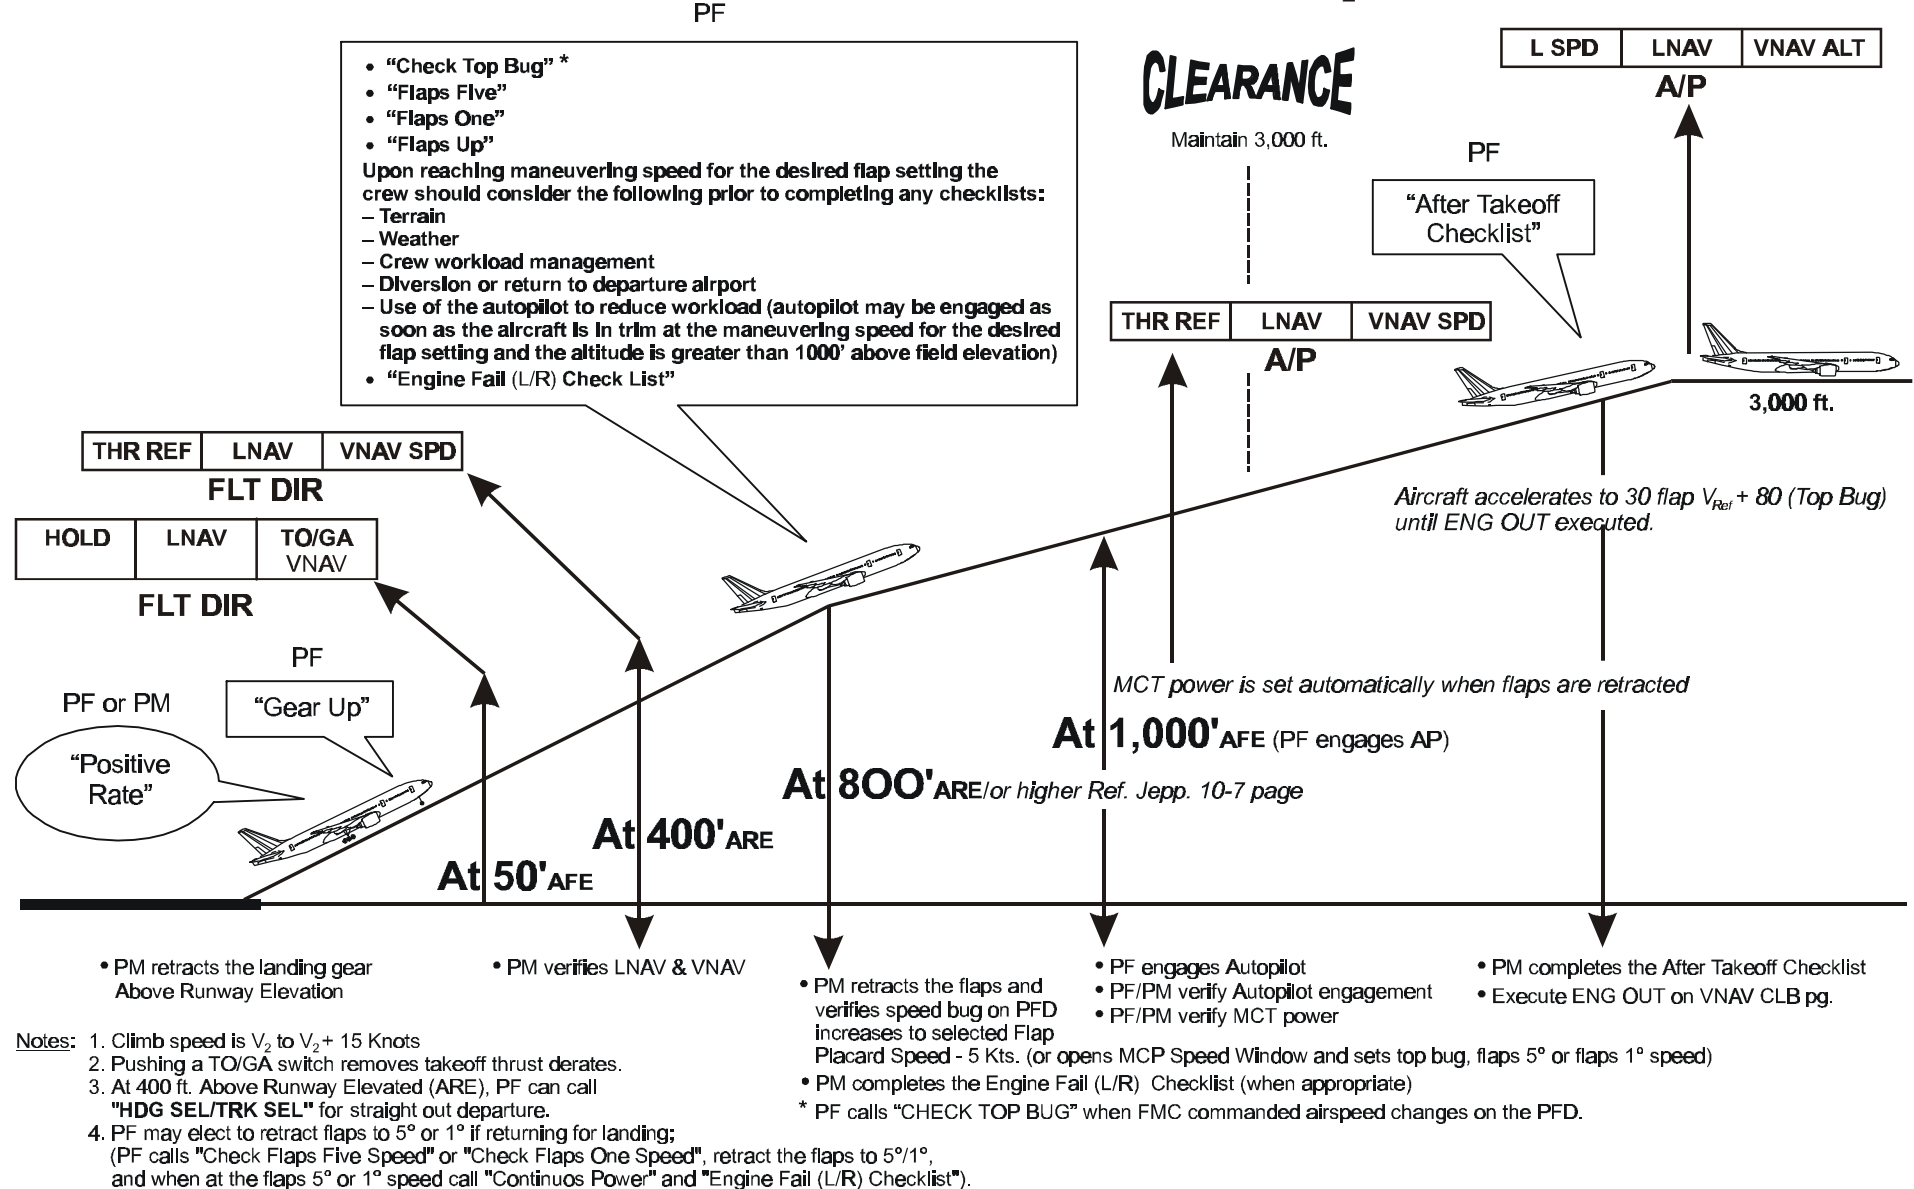 PF
• “Check Top Bug” *
• “Flaps Five”
• “Flaps One”
• “Flaps Up”
Upon reaching maneuvering speed for the desired flap setting the
crew should consider the following prior to completing any checklists:
– Terrain
– Weather
– Crew workload management
– Diversion or return to departure airport
– Use of the autopilot to reduce workload (autopilot may be engaged as
soon as the aircraft is in trim at the maneuvering speed for the desired
flap setting and the altitude is greater than 1000’ above field elevation)
• “Engine Fail (L/R) Check List”
CLEARANCE
Maintain 3,000 ft.
L SPD LNAV VNAV ALT
A/P
PF
“After Takeoff
Checklist”
THR REF LNAV VNAV SPD
A/P
3,000 ft.
THR REF LNAV VNAV SPD
FLT DIR
HOLD LNAV TO/GA
VNAV
FLT DIR
Aircraft accelerates to 30 flap VRef + 80 (Top Bug)
until ENG OUT executed.
PF
“Gear Up”
PF or PM
“Positive
Rate”
MCT power is set automatically when flaps are retracted
At 1,000' AFE (PF engages AP)
At 800' ARE/or higher Ref. Jepp. 10-7 page
At 400' ARE
At 50' AFE
• PM retracts the landing gear
Above Runway Elevation
• PM verifies LNAV & VNAV
• PM retracts the flaps and
verifies speed bug on PFD
increases to selected Flap
Placard Speed - 5 Kts. (or opens MCP Speed Window and sets top bug, flaps 5° or flaps 1° speed)
• PM completes the Engine Fail (L/R) Checklist (when appropriate)
* PF calls “CHECK TOP BUG” when FMC commanded airspeed changes on the PFD.
• PF engages Autopilot
• PF/PM verify Autopilot engagement
• PF/PM verify MCT power
• PM completes the After Takeoff Checklist
• Execute ENG OUT on VNAV CLB pg.
Notes: 1. Climb speed is V2 to V2 + 15 Knots
2. Pushing a TO/GA switch removes takeoff thrust derates.
3. At 400 ft. Above Runway Elevated (ARE), PF can call
"HDG SEL/TRK SEL" for straight out departure.
4. PF may elect to retract flaps to 5° or 1° if returning for landing;
(PF calls "Check Flaps Five Speed" or "Check Flaps One Speed", retract the flaps to 5°/1°,
and when at the flaps 5° or 1° speed call "Continuos Power" and "Engine Fail (L/R) Checklist").